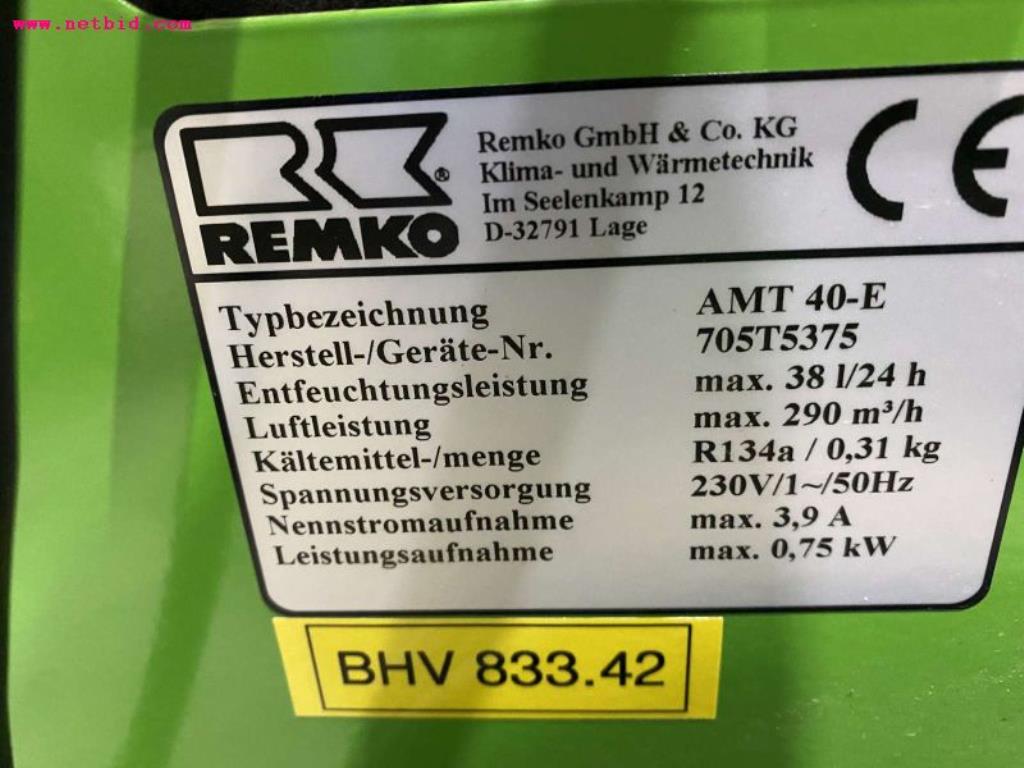 www.netbid.com
REMKO ®
Remko GmbH & Co. KG
Klima- und Wärmetechnik
Im Seelenkamp 12
D-32791 Lage
CE
Typbezeichnung AMT 40-E
Herstell-/Geräte-Nr. 705T5375
Entfeuchtungsleistung max. 38 l/24 h
Luftleistung max. 290 m³/h
Kältemittel-/menge R134a / 0,31 kg
Spannungsversorgung 230V/1~/50Hz
Nennstromaufnahme max. 3,9 A
Leistungsaufnahme max. 0,75 kW
BHV 833.42